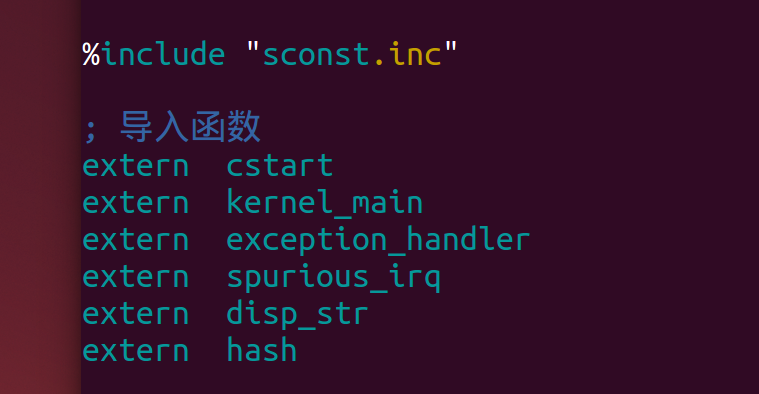 %include "sconst.inc"
; 导入函数
extern  cstart
extern  kernel_main
extern  exception_handler
extern  spurious_irq
extern  disp_str
extern  hash